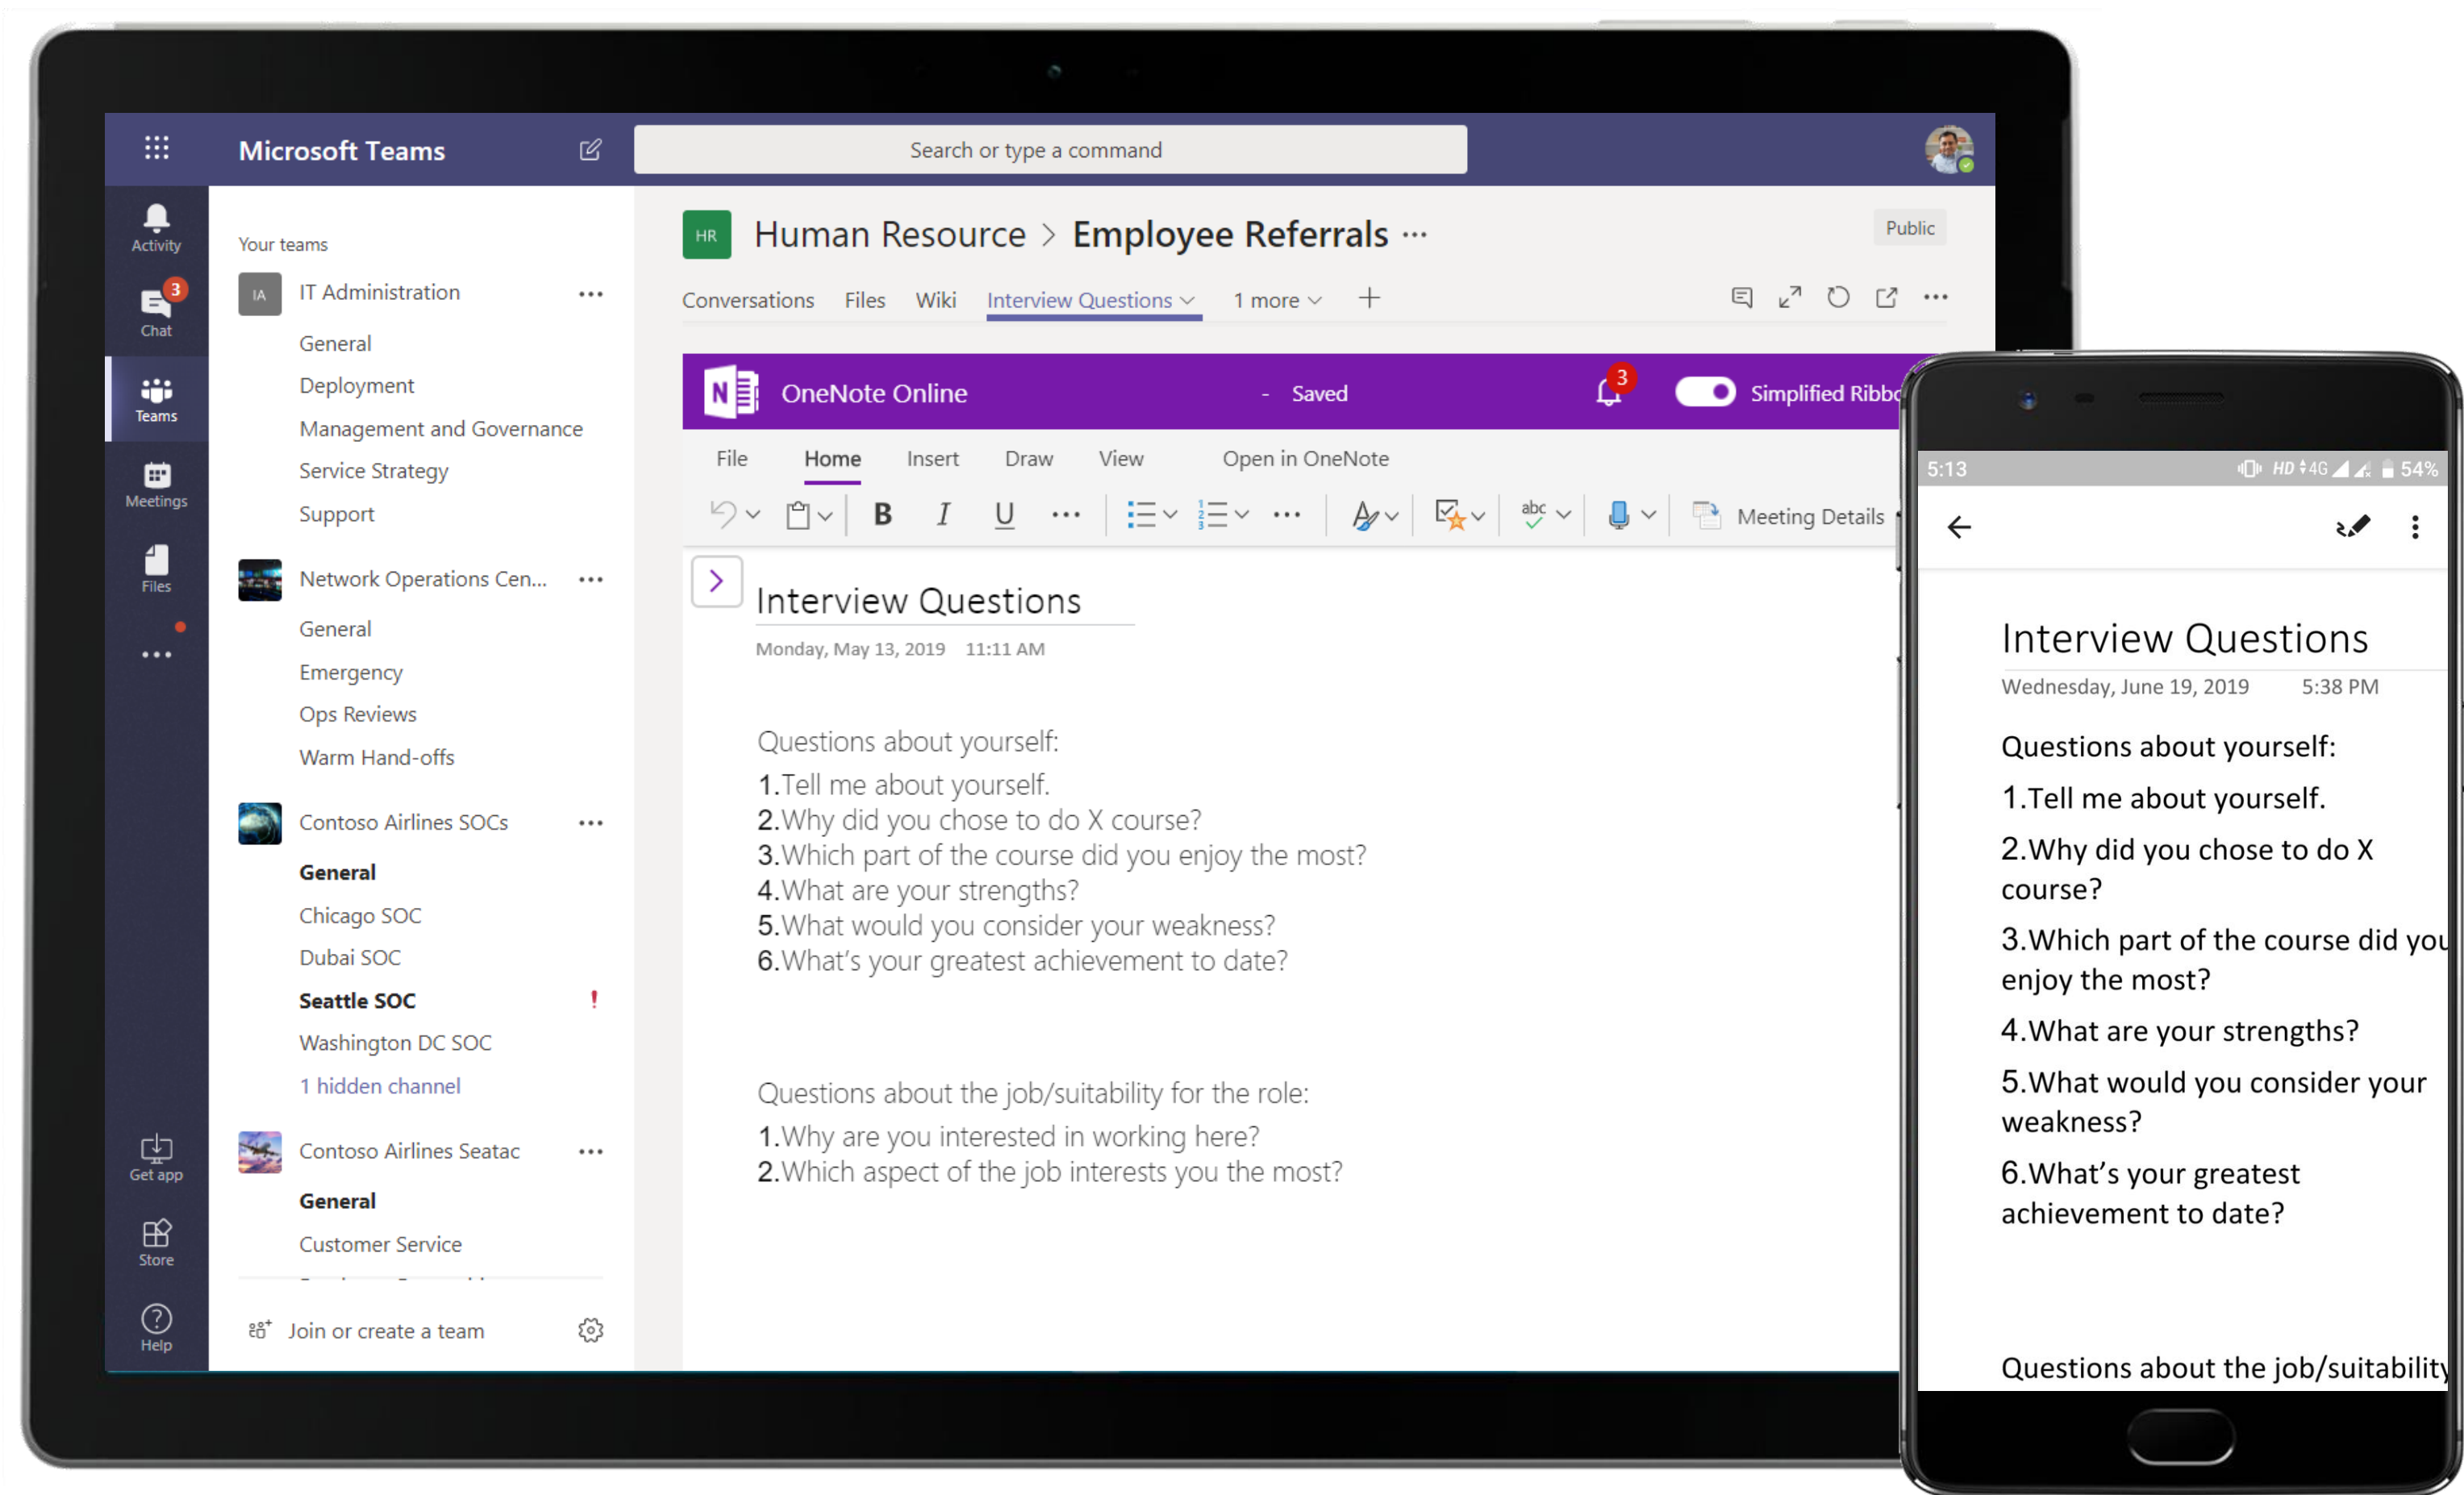 Microsoft Teams
Search or type a command
Activity
3
Chat
Teams
Meetings
Files
Get app
Store
Help
Your teams
IA
IT Administration
General
Deployment
Management and Governance
Service Strategy
Support
Network Operations Cen...
General
Emergency
Ops Reviews
Warm Hand-offs
Contoso Airlines SOCs
General
Chicago SOC
Dubai SOC
Seattle SOC !
Washington DC SOC
1 hidden channel
Contoso Airlines Seatac
General
Customer Service
Join or create a team
HR
Human Resource > Employee Referrals ...
Public
Conversations Files Wiki Interview Questions 1 more +
N
OneNote Online
- Saved
3
Simplified Ribbo
File Home Insert Draw View Open in OneNote
B I U ... abc Meeting Details
Interview Questions
Monday, May 13, 2019 11:11 AM
Questions about yourself:
1.Tell me about yourself.
2.Why did you chose to do X course?
3.Which part of the course did you enjoy the most?
4.What are your strengths?
5.What would you consider your weakness?
6.What's your greatest achievement to date?
Questions about the job/suitability for the role:
1.Why are you interested in working here?
2.Which aspect of the job interests you the most?
5:13
HD 4G 54%
Interview Questions
Wednesday, June 19, 2019 5:38 PM
Questions about yourself:
1.Tell me about yourself.
2.Why did you chose to do X
course?
3.Which part of the course did you
enjoy the most?
4.What are your strengths?
5.What would you consider your
weakness?
6.What's your greatest
achievement to date?
Questions about the job/suitability